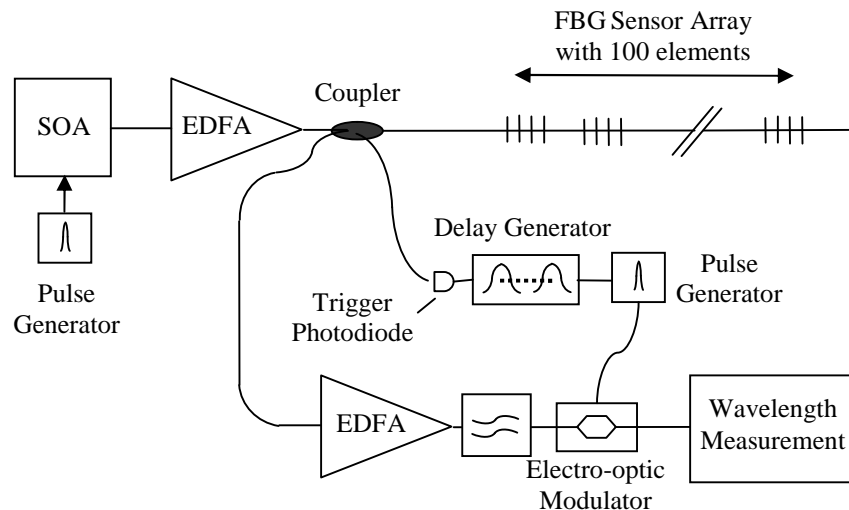 FBG Sensor Array
with 100 elements
Coupler
SOA
EDFA
Delay Generator
Pulse
Generator
Pulse
Generator
Trigger
Photodiode
EDFA
Wavelength
Measurement
Electro-optic
Modulator